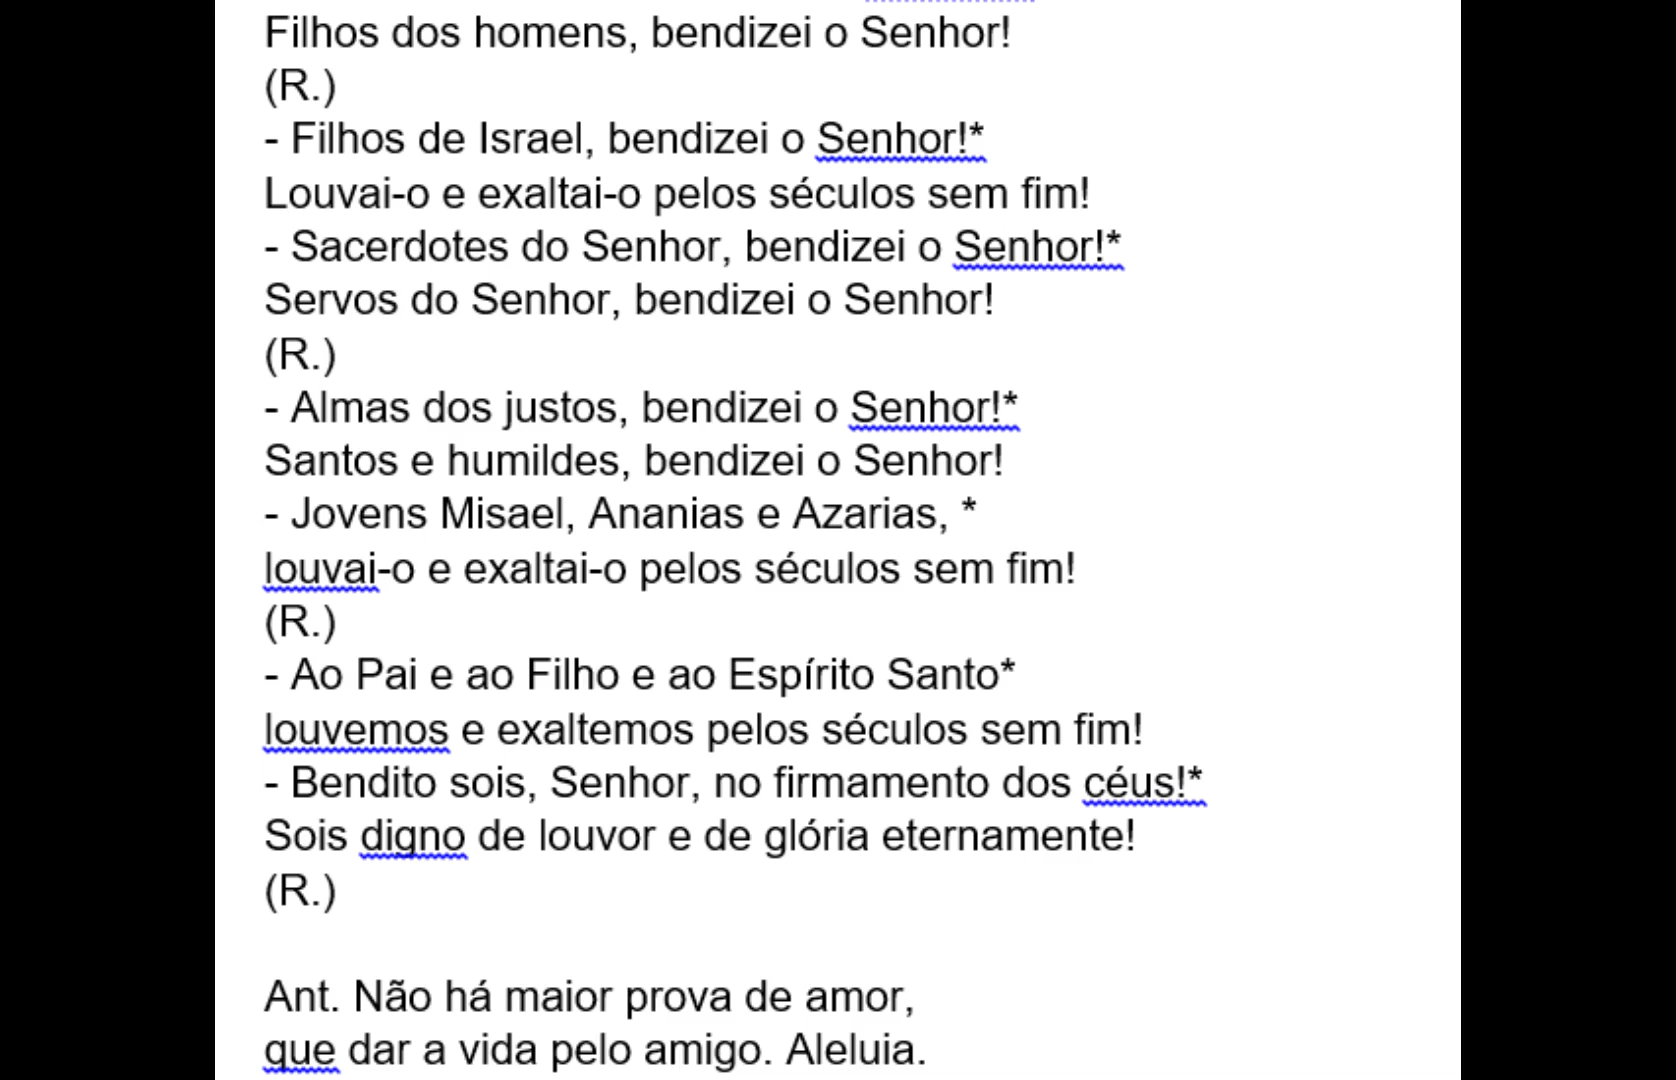 Filhos dos homens, bendizei o Senhor!
(R.)
- Filhos de Israel, bendizei o Senhor!*
Louvai-o e exaltai-o pelos séculos sem fim!
- Sacerdotes do Senhor, bendizei o Senhor!*
Servos do Senhor, bendizei o Senhor!
(R.)
- Almas dos justos, bendizei o Senhor!*
Santos e humildes, bendizei o Senhor!
- Jovens Misael, Ananias e Azarias, *
louvai-o e exaltai-o pelos séculos sem fim!
(R.)
- Ao Pai e ao Filho e ao Espírito Santo*
louvemos e exaltemos pelos séculos sem fim!
- Bendito sois, Senhor, no firmamento dos céus!*
Sois digno de louvor e de glória eternamente!
(R.)
Ant. Não há maior prova de amor,
que dar a vida pelo amigo. Aleluia.